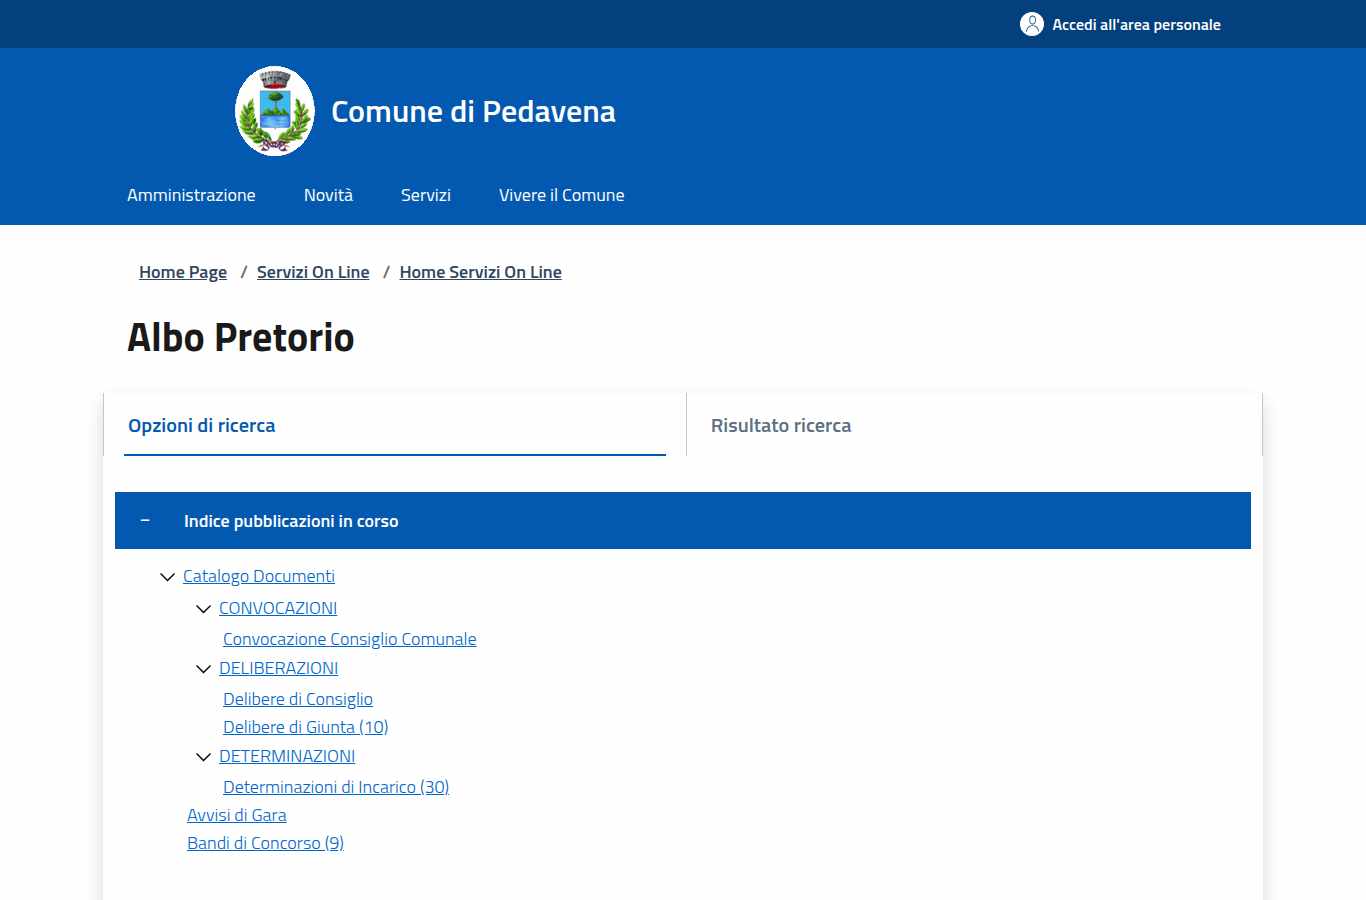 Accedi all'area personale
Comune di Pedavena
Amministrazione Novità Servizi Vivere il Comune
Home Page / Servizi On Line / Home Servizi On Line
Albo Pretorio
Opzioni di ricerca Risultato ricerca
− Indice pubblicazioni in corso
Catalogo Documenti
CONVOCAZIONI
Convocazione Consiglio Comunale
DELIBERAZIONI
Delibere di Consiglio
Delibere di Giunta (10)
DETERMINAZIONI
Determinazioni di Incarico (30)
Avvisi di Gara
Bandi di Concorso (9)